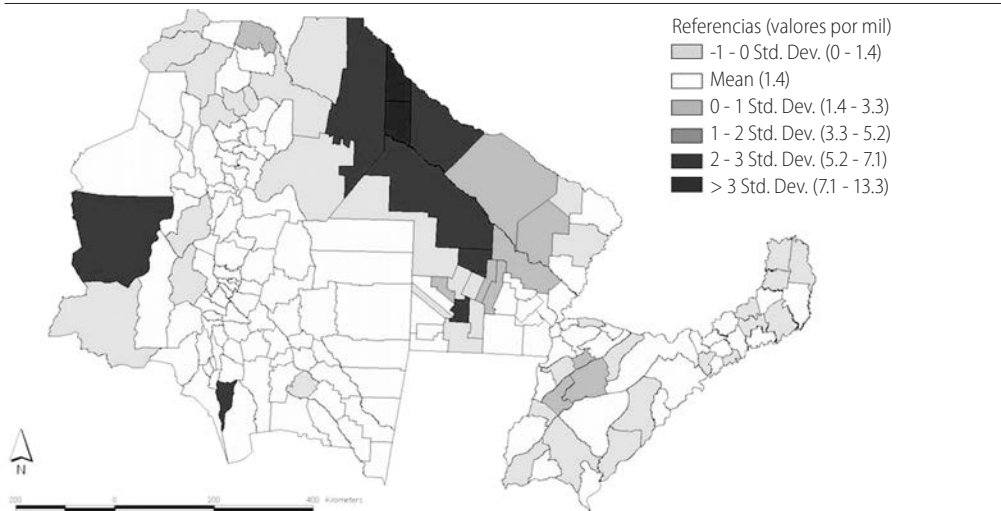 Referencias (valores por mil)
-1 - 0 Std. Dev. (0 - 1.4)
Mean (1.4)
0 - 1 Std. Dev. (1.4 - 3.3)
1 - 2 Std. Dev. (3.3 - 5.2)
2 - 3 Std. Dev. (5.2 - 7.1)
> 3 Std. Dev. (7.1 - 13.3)
N
200 0 200 400 Kilometers